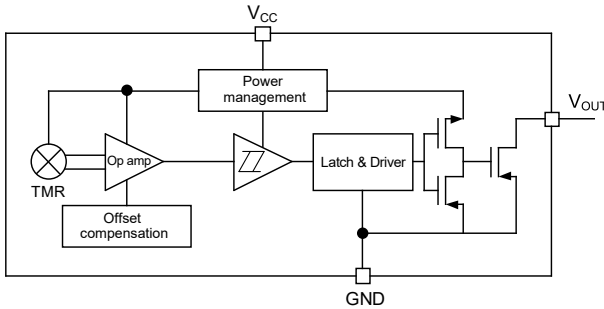 VCC
Power
management
VOUT
Op amp
Latch & Driver
TMR
Offset
compensation
GND